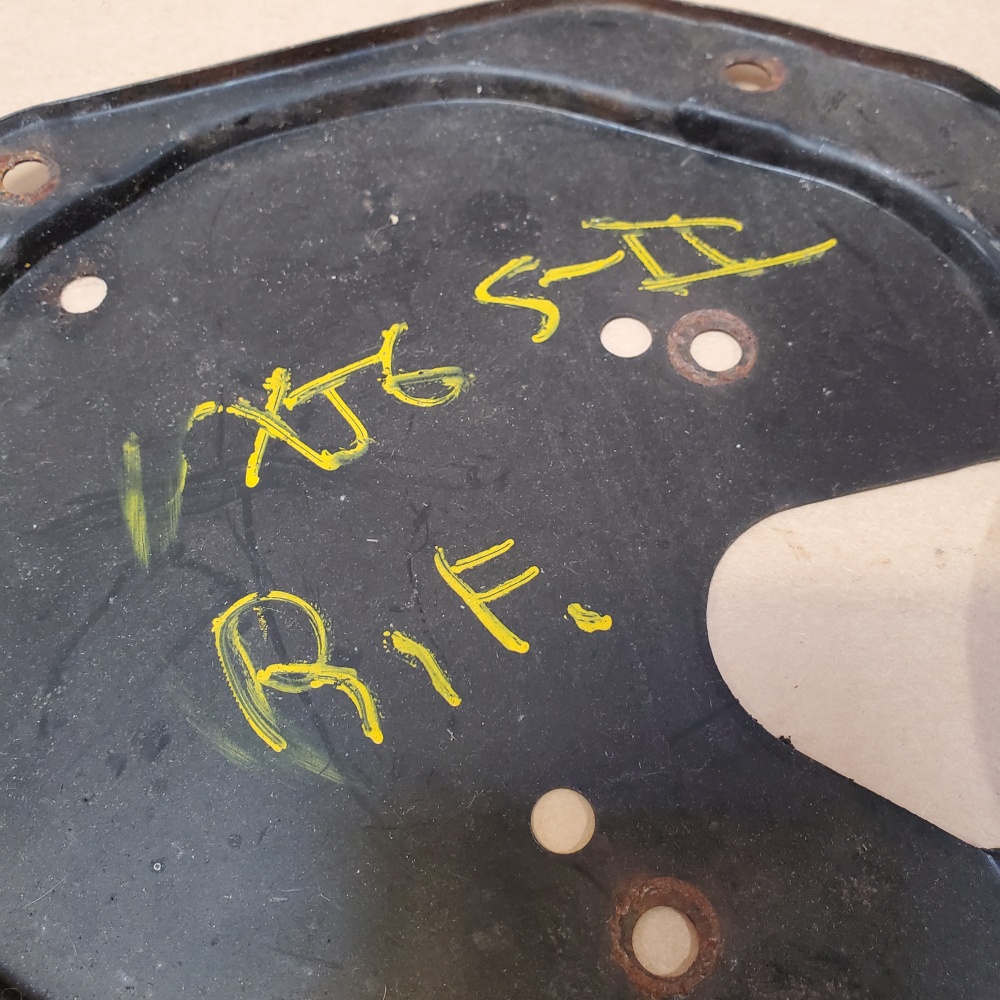 XJ6 S-II
R, F.